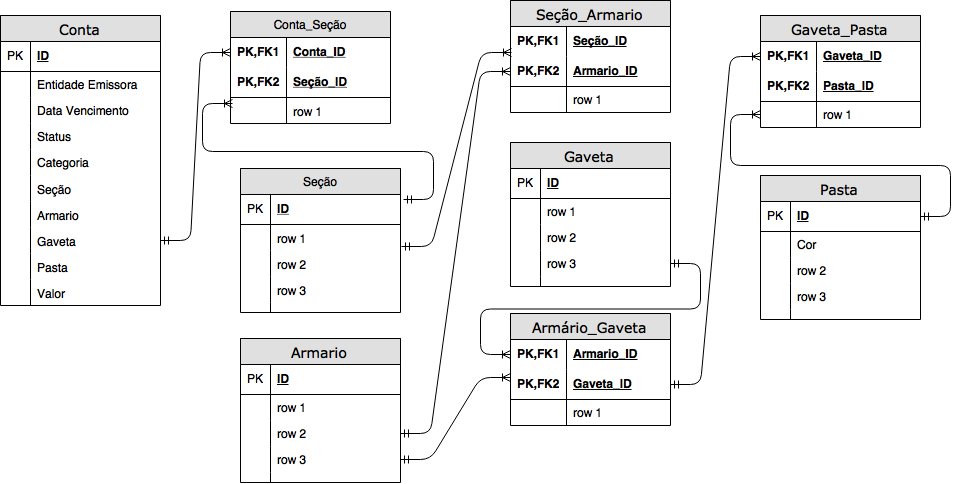 Conta
PK ID
Entidade Emissora
Data Vencimento
Status
Categoria
Seção
Armario
Gaveta
Pasta
Valor
Conta_Seção
PK,FK1 Conta_ID
PK,FK2 Seção_ID
row 1
Seção
PK ID
row 1
row 2
row 3
Armario
PK ID
row 1
row 2
row 3
Seção_Armario
PK,FK1 Seção_ID
PK,FK2 Armario_ID
row 1
Gaveta
PK ID
row 1
row 2
row 3
Armário_Gaveta
PK,FK1 Armario_ID
PK,FK2 Gaveta_ID
row 1
Gaveta_Pasta
PK,FK1 Gaveta_ID
PK,FK2 Pasta_ID
row 1
Pasta
PK ID
Cor
row 2
row 3